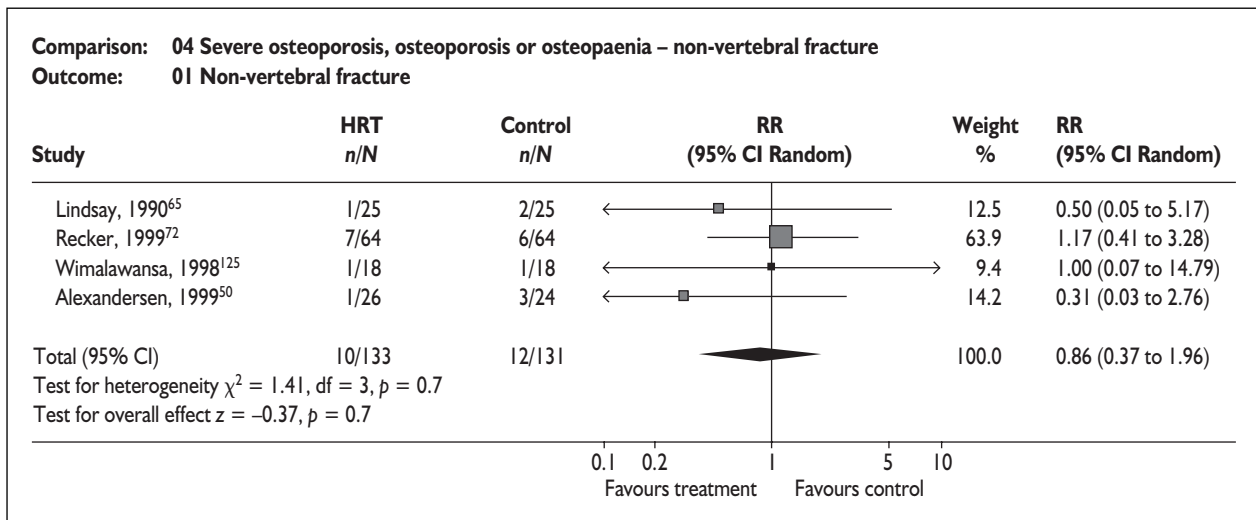 Comparison: 04 Severe osteoporosis, osteoporosis or osteopaenia – non-vertebral fracture
Outcome: 01 Non-vertebral fracture
HRT Control RR Weight RR
Study n/N n/N (95% CI Random) % (95% CI Random)
Lindsay, 1990⁶⁵ 1/25 2/25 12.5 0.50 (0.05 to 5.17)
Recker, 1999⁷² 7/64 6/64 63.9 1.17 (0.41 to 3.28)
Wimalawansa, 1998¹²⁵ 1/18 1/18 9.4 1.00 (0.07 to 14.79)
Alexandersen, 1999⁵⁰ 1/26 3/24 14.2 0.31 (0.03 to 2.76)
Total (95% CI) 10/133 12/131 100.0 0.86 (0.37 to 1.96)
Test for heterogeneity χ² = 1.41, df = 3, p = 0.7
Test for overall effect z = –0.37, p = 0.7
0.1 0.2 1 5 10
Favours treatment Favours control